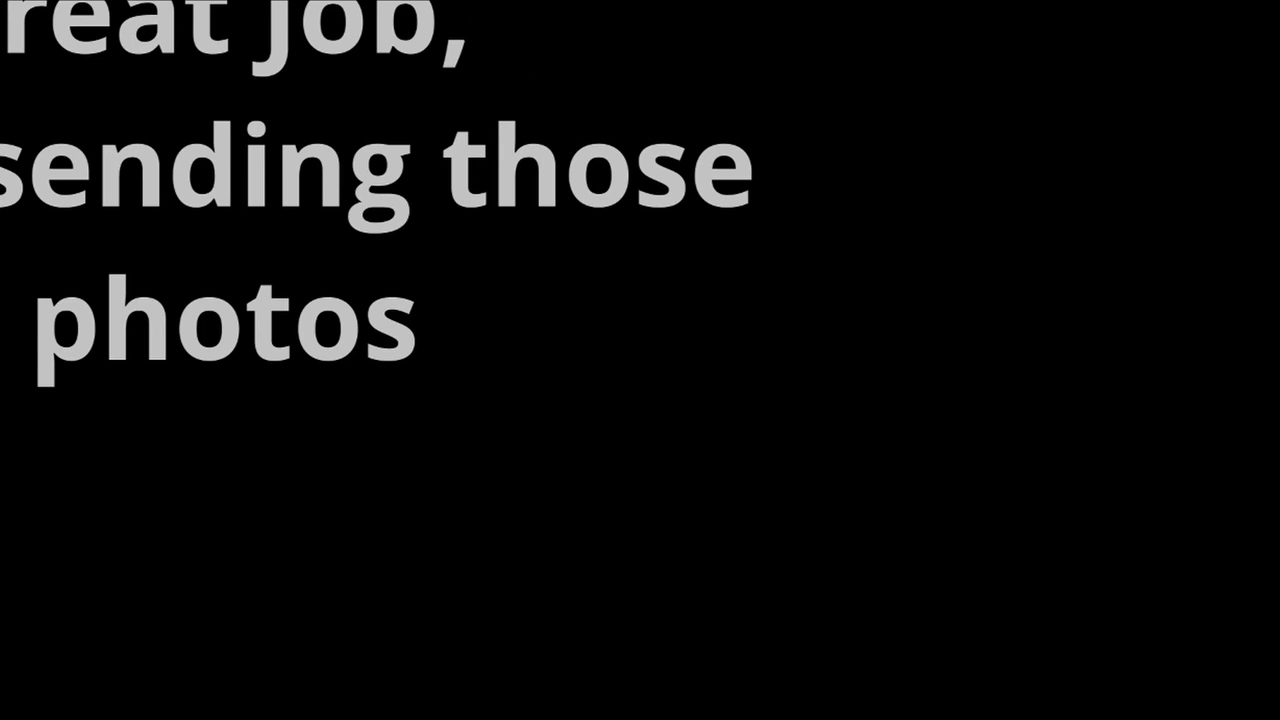 reat job,
sending those
photos